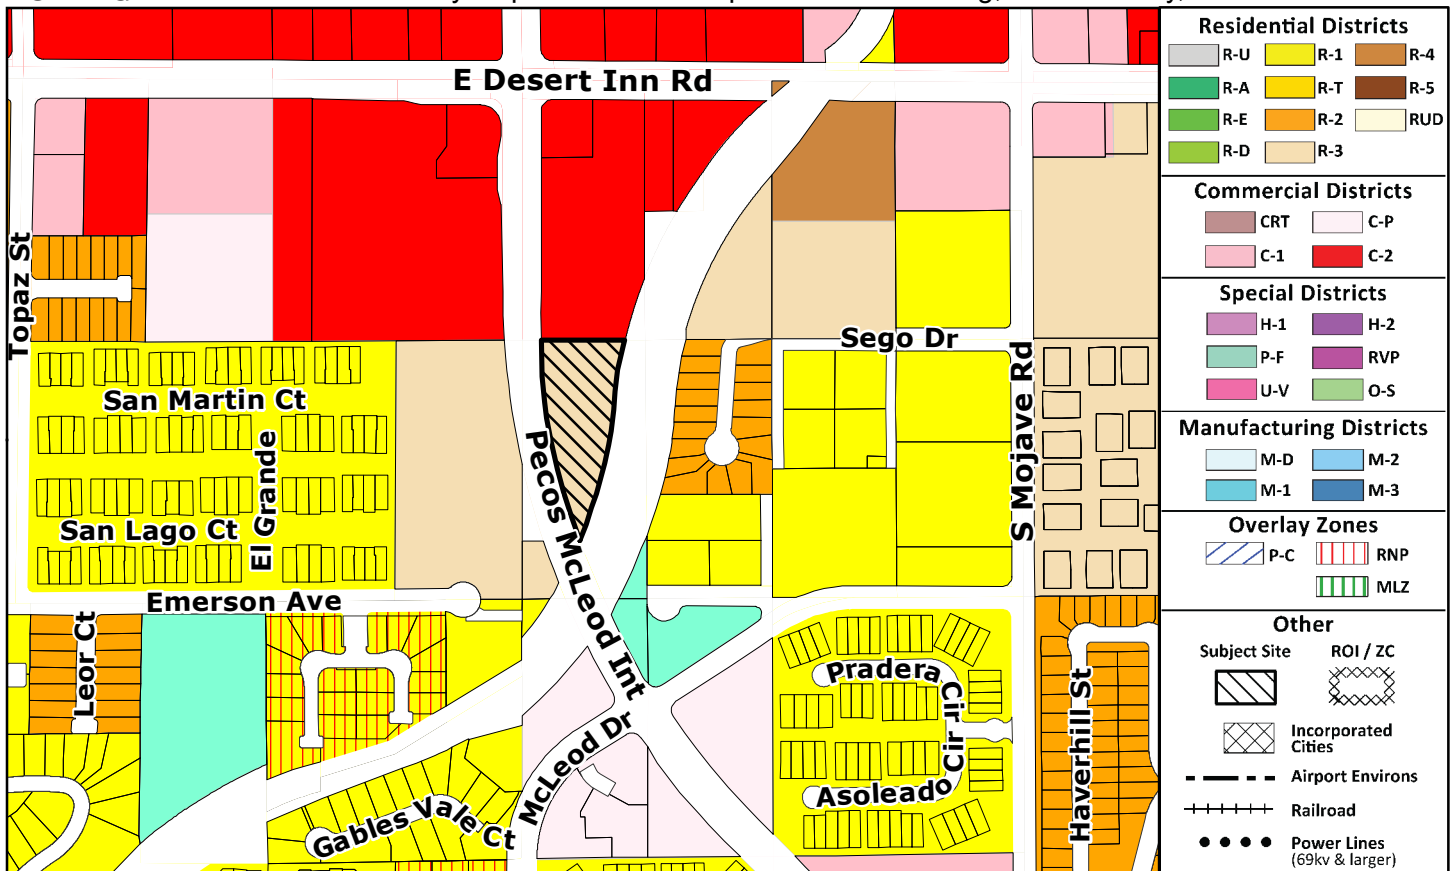 E Desert Inn Rd
Topaz St
Sego Dr
San Martin Ct
S Mojave Rd
El Grande
Pecos McLeod Int
San Lago Ct
Emerson Ave
Leor Ct
Pradera Cir
McLeod Dr
Haverhill St
Asoleado Cir
Gables Vale Ct
Residential Districts
R-U R-1 R-4
R-A R-T R-5
R-E R-2 RUD
R-D R-3
Commercial Districts
CRT C-P
C-1 C-2
Special Districts
H-1 H-2
P-F RVP
U-V O-S
Manufacturing Districts
M-D M-2
M-1 M-3
Overlay Zones
P-C RNP
MLZ
Other
Subject Site ROI / ZC
Incorporated
Cities
Airport Environs
Railroad
Power Lines
(69kv & larger)